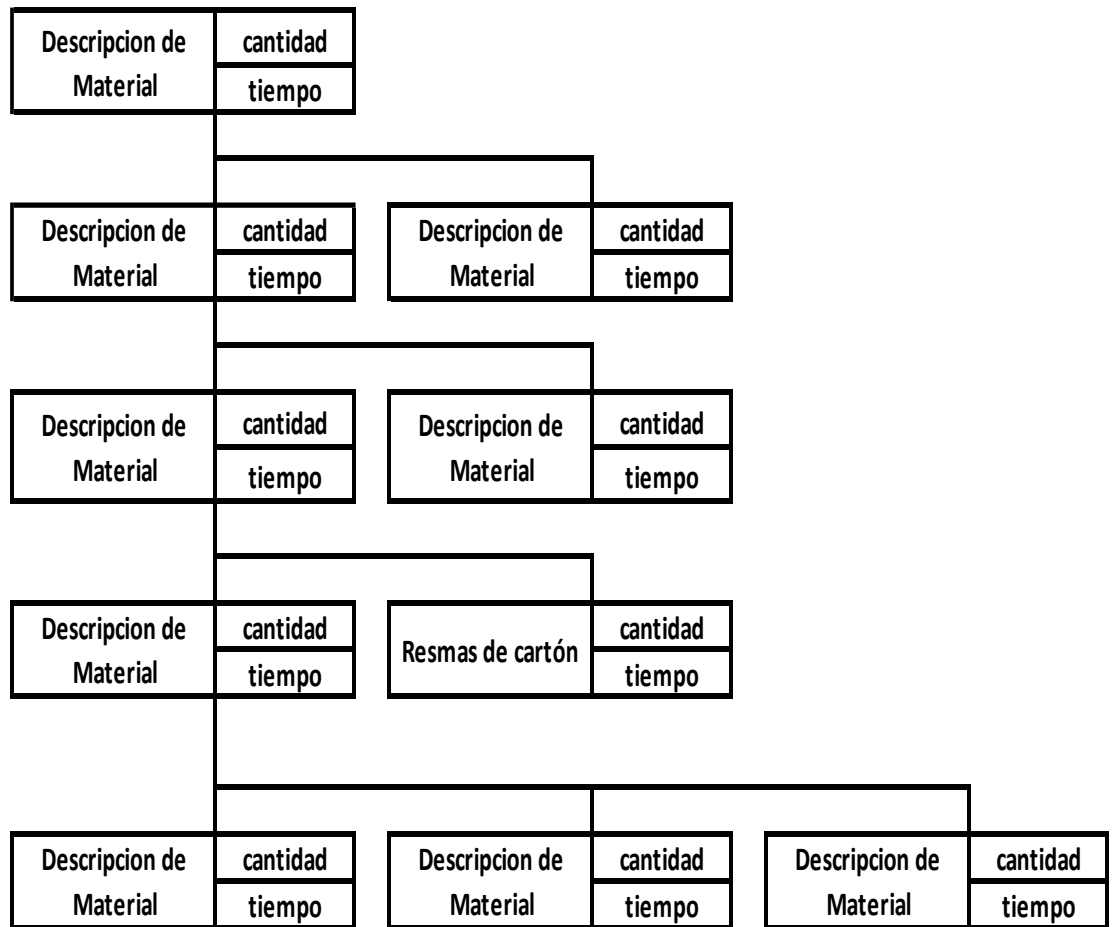 Descripcion de Material
cantidad
tiempo
Descripcion de Material
cantidad
tiempo
Descripcion de Material
cantidad
tiempo
Descripcion de Material
cantidad
tiempo
Descripcion de Material
cantidad
tiempo
Descripcion de Material
cantidad
tiempo
Resmas de cartón
cantidad
tiempo
Descripcion de Material
cantidad
tiempo
Descripcion de Material
cantidad
tiempo
Descripcion de Material
cantidad
tiempo